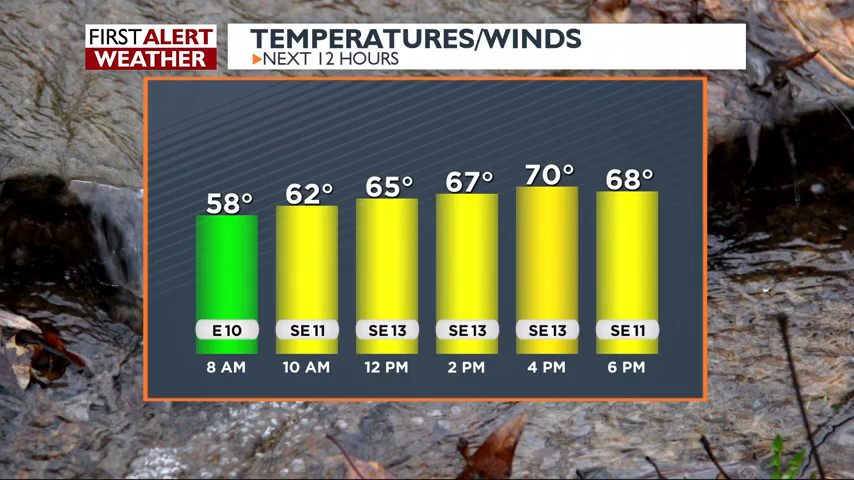 FIRST ALERT
WEATHER
TEMPERATURES/WINDS
NEXT 12 HOURS
58° 62° 65° 67° 70° 68°
E 10 SE 11 SE 13 SE 13 SE 13 SE 11
8 AM 10 AM 12 PM 2 PM 4 PM 6 PM